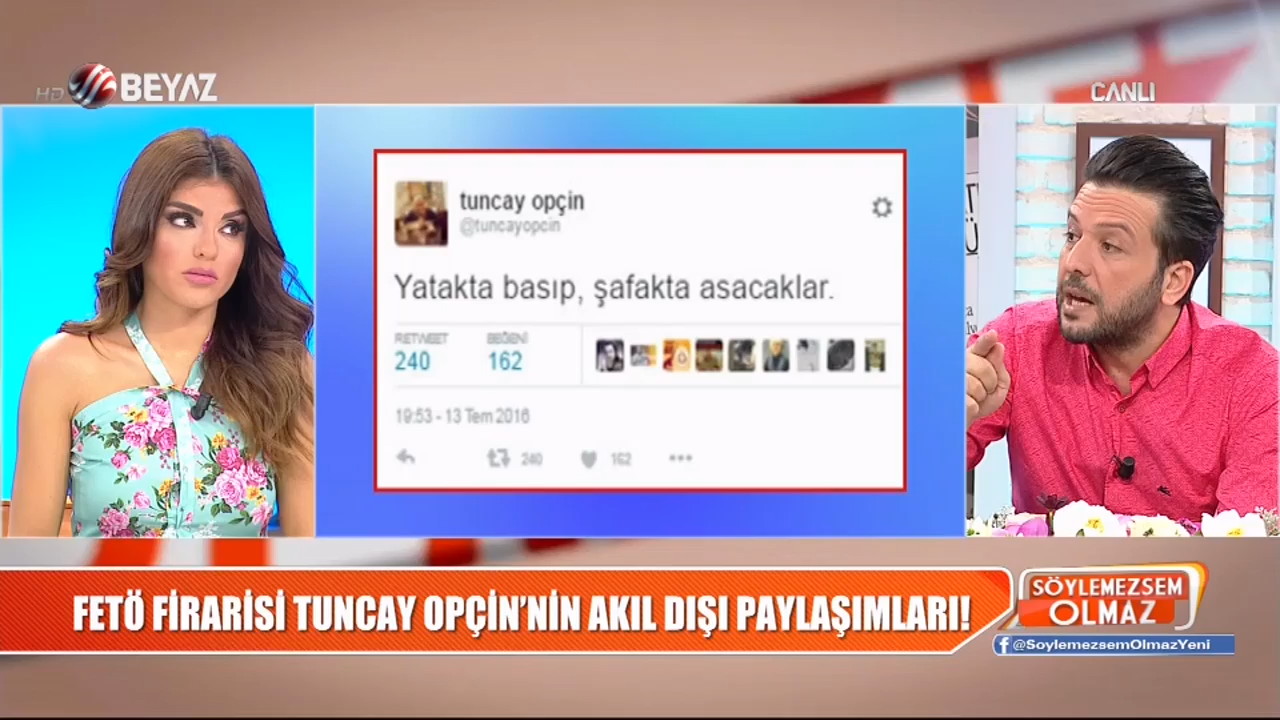 HD BEYAZ
CANLI
tuncay opçin
@tuncayopcin
Yatakta basıp, şafakta asacaklar.
RETWEET
BEĞENİ
240
162
19:53 - 13 Tem 2016
240
162
FETÖ FİRARİSİ TUNCAY OPÇİN'NİN AKIL DIŞI PAYLAŞIMLARI!
SÖYLEMEZSEM
OLMAZ
f @SoylemezsemOlmazYeni